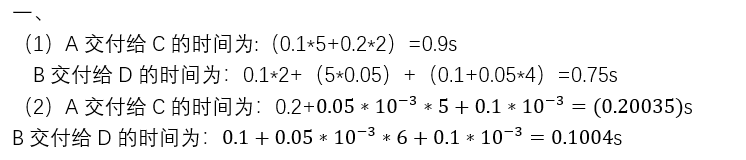 一、
（1）A 交付给 C 的时间为:（0.1*5+0.2*2）=0.9s
B 交付给 D 的时间为：0.1*2+（5*0.05）+（0.1+0.05*4）=0.75s
（2）A 交付给 C 的时间为：0.2+0.05 ∗ 10⁻³ ∗ 5 + 0.1 ∗ 10⁻³ = (0.20035)s
B 交付给 D 的时间为：0.1 + 0.05 ∗ 10⁻³ ∗ 6 + 0.1 ∗ 10⁻³ = 0.1004s